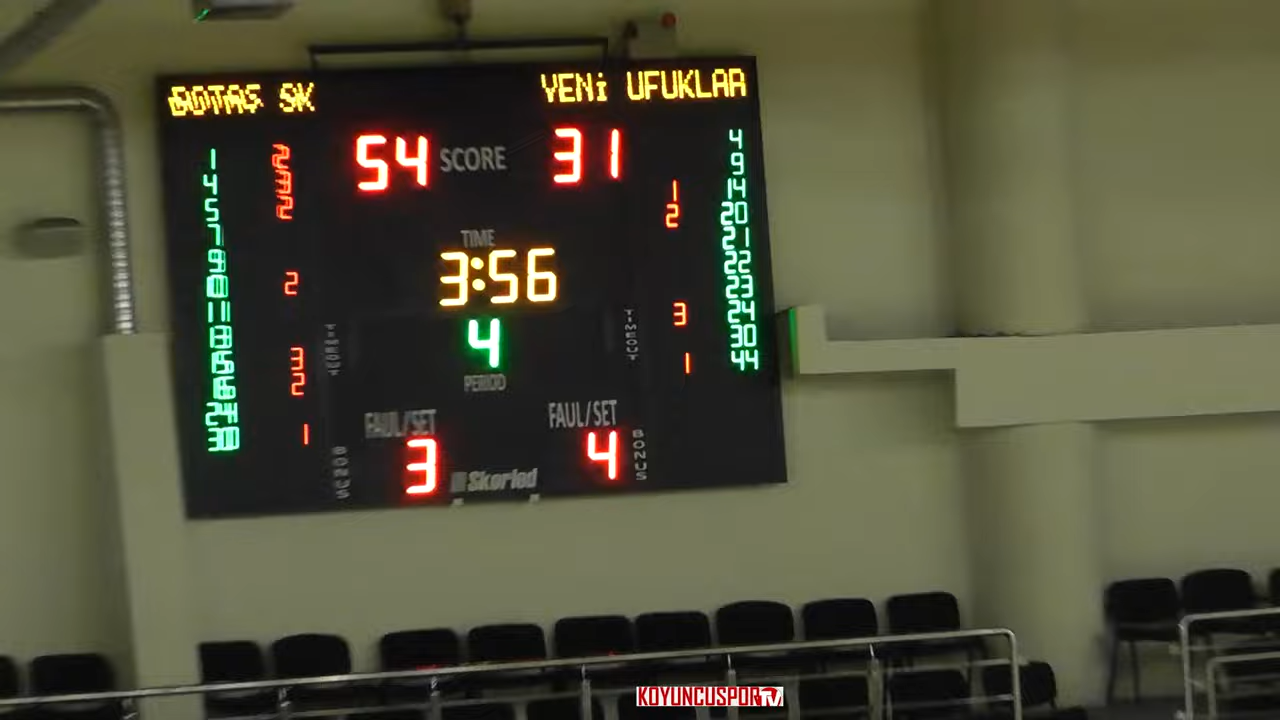 BOTAŞ SK YENİ UFUKLAR
54 SCORE 31
TIME
3:56
4
PERIOD
TIMEOUT TIMEOUT
FAUL/SET FAUL/SET
3 4
BONUS BONUS
Skorled
KOYUNCUSPOR TV